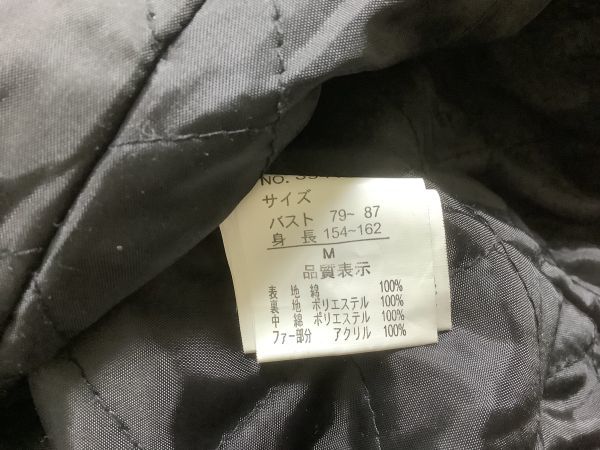 No.
サイズ
バスト 79~ 87
身 長 154~162
M
品質表示
表 地 綿 100%
裏 地 ポリエステル 100%
中 綿 ポリエステル 100%
ファー部分 アクリル 100%